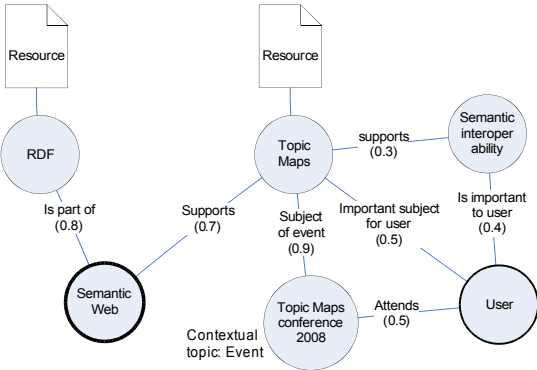 Resource
Resource
RDF
Topic
Maps
supports
(0.3)
Semantic
interoper
ability
Is part of
(0.8)
Supports
(0.7)
Subject
of event
(0.9)
Important subject
for user
(0.5)
Is important
to user
(0.4)
Semantic
Web
Topic Maps
conference
2008
Attends
(0.5)
User
Contextual
topic: Event